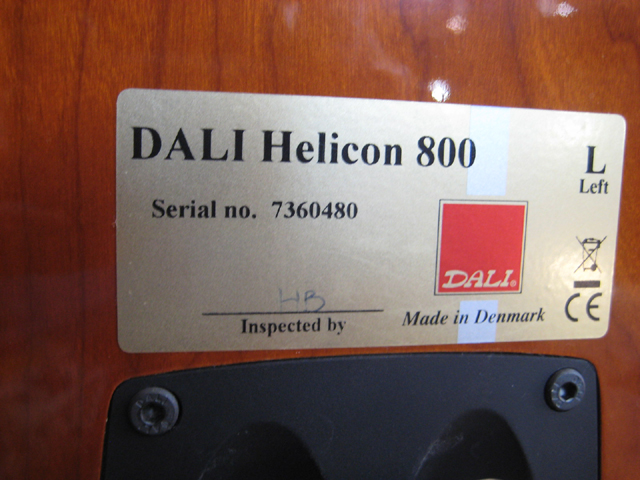 DALI Helicon 800
L
Left
Serial no. 7360480
DALI®
CE
HB
Inspected by
Made in Denmark